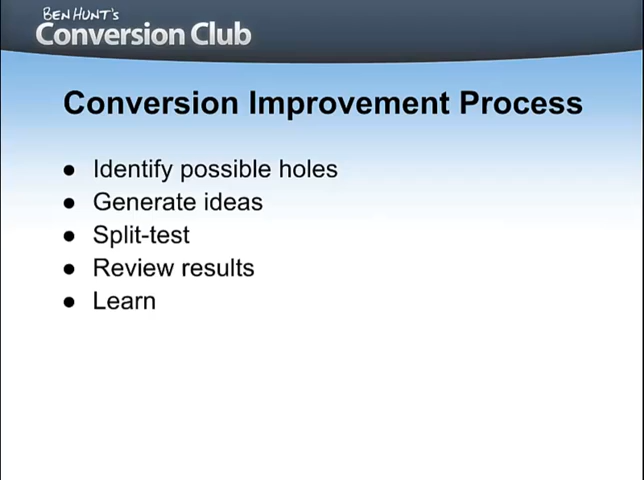 BEN HUNT'S
Conversion Club
Conversion Improvement Process
● Identify possible holes
● Generate ideas
● Split-test
● Review results
● Learn